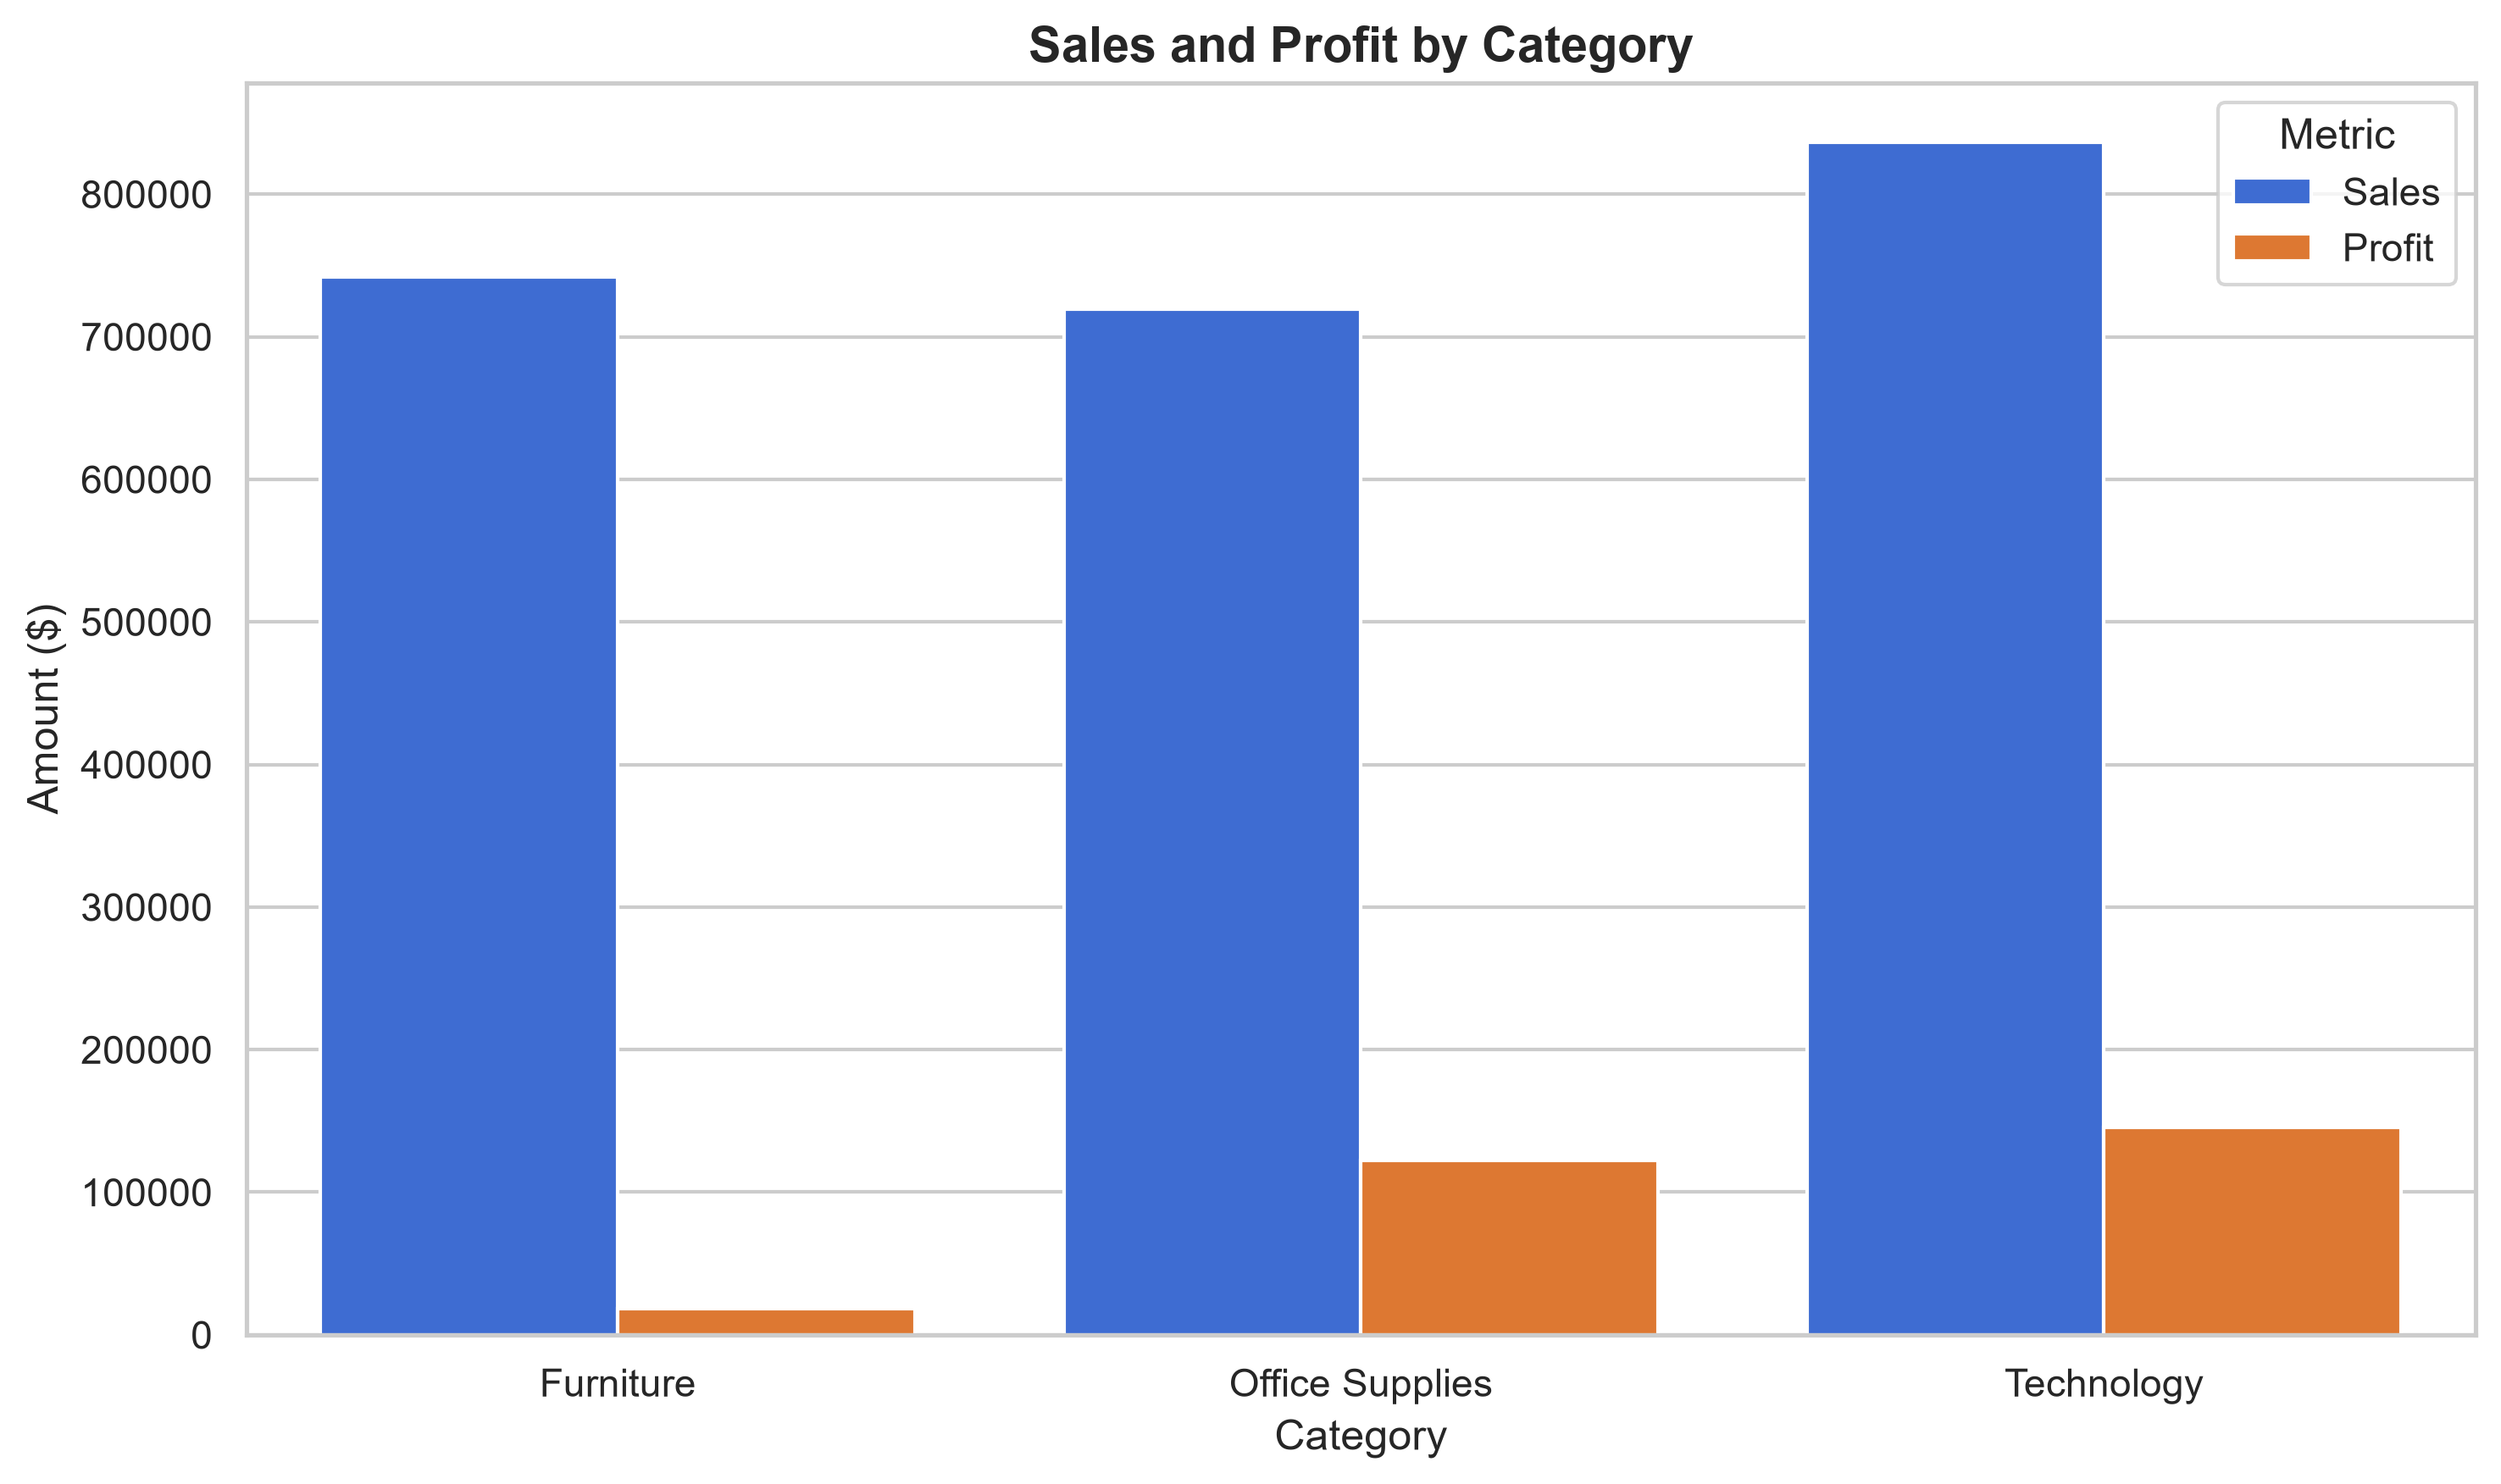 Sales and Profit by Category
Metric
Sales
Profit
Amount ($)
800000
700000
600000
500000
400000
300000
200000
100000
0
Furniture
Office Supplies
Technology
Category